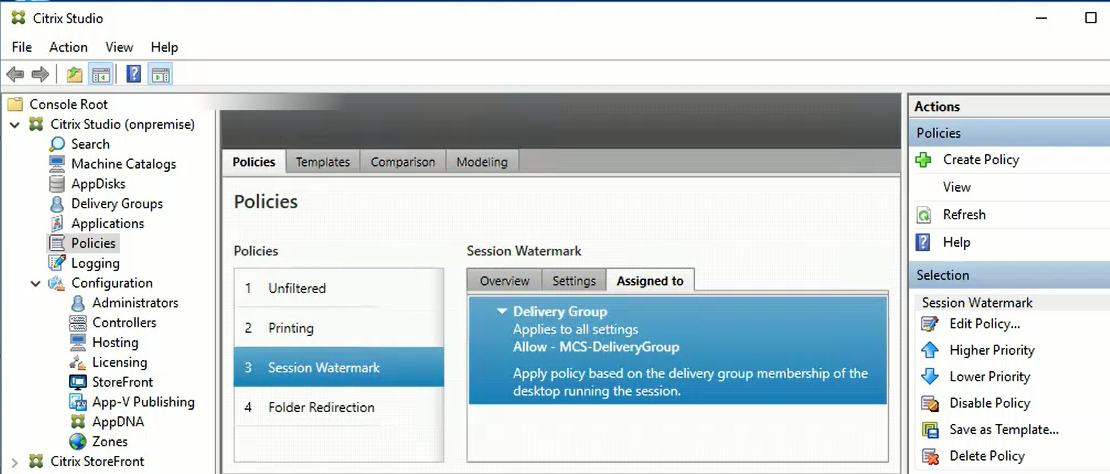 Citrix Studio
File Action View Help
Console Root
Citrix Studio (onpremise)
Search
Machine Catalogs
AppDisks
Delivery Groups
Applications
Policies
Logging
Configuration
Administrators
Controllers
Hosting
Licensing
StoreFront
App-V Publishing
AppDNA
Zones
Citrix StoreFront
Policies Templates Comparison Modeling
Policies
Policies
1 Unfiltered
2 Printing
3 Session Watermark
4 Folder Redirection
Session Watermark
Overview Settings Assigned to
Delivery Group
Applies to all settings
Allow - MCS-DeliveryGroup
Apply policy based on the delivery group membership of the
desktop running the session.
Actions
Policies
Create Policy
View
Refresh
Help
Selection
Session Watermark
Edit Policy...
Higher Priority
Lower Priority
Disable Policy
Save as Template...
Delete Policy